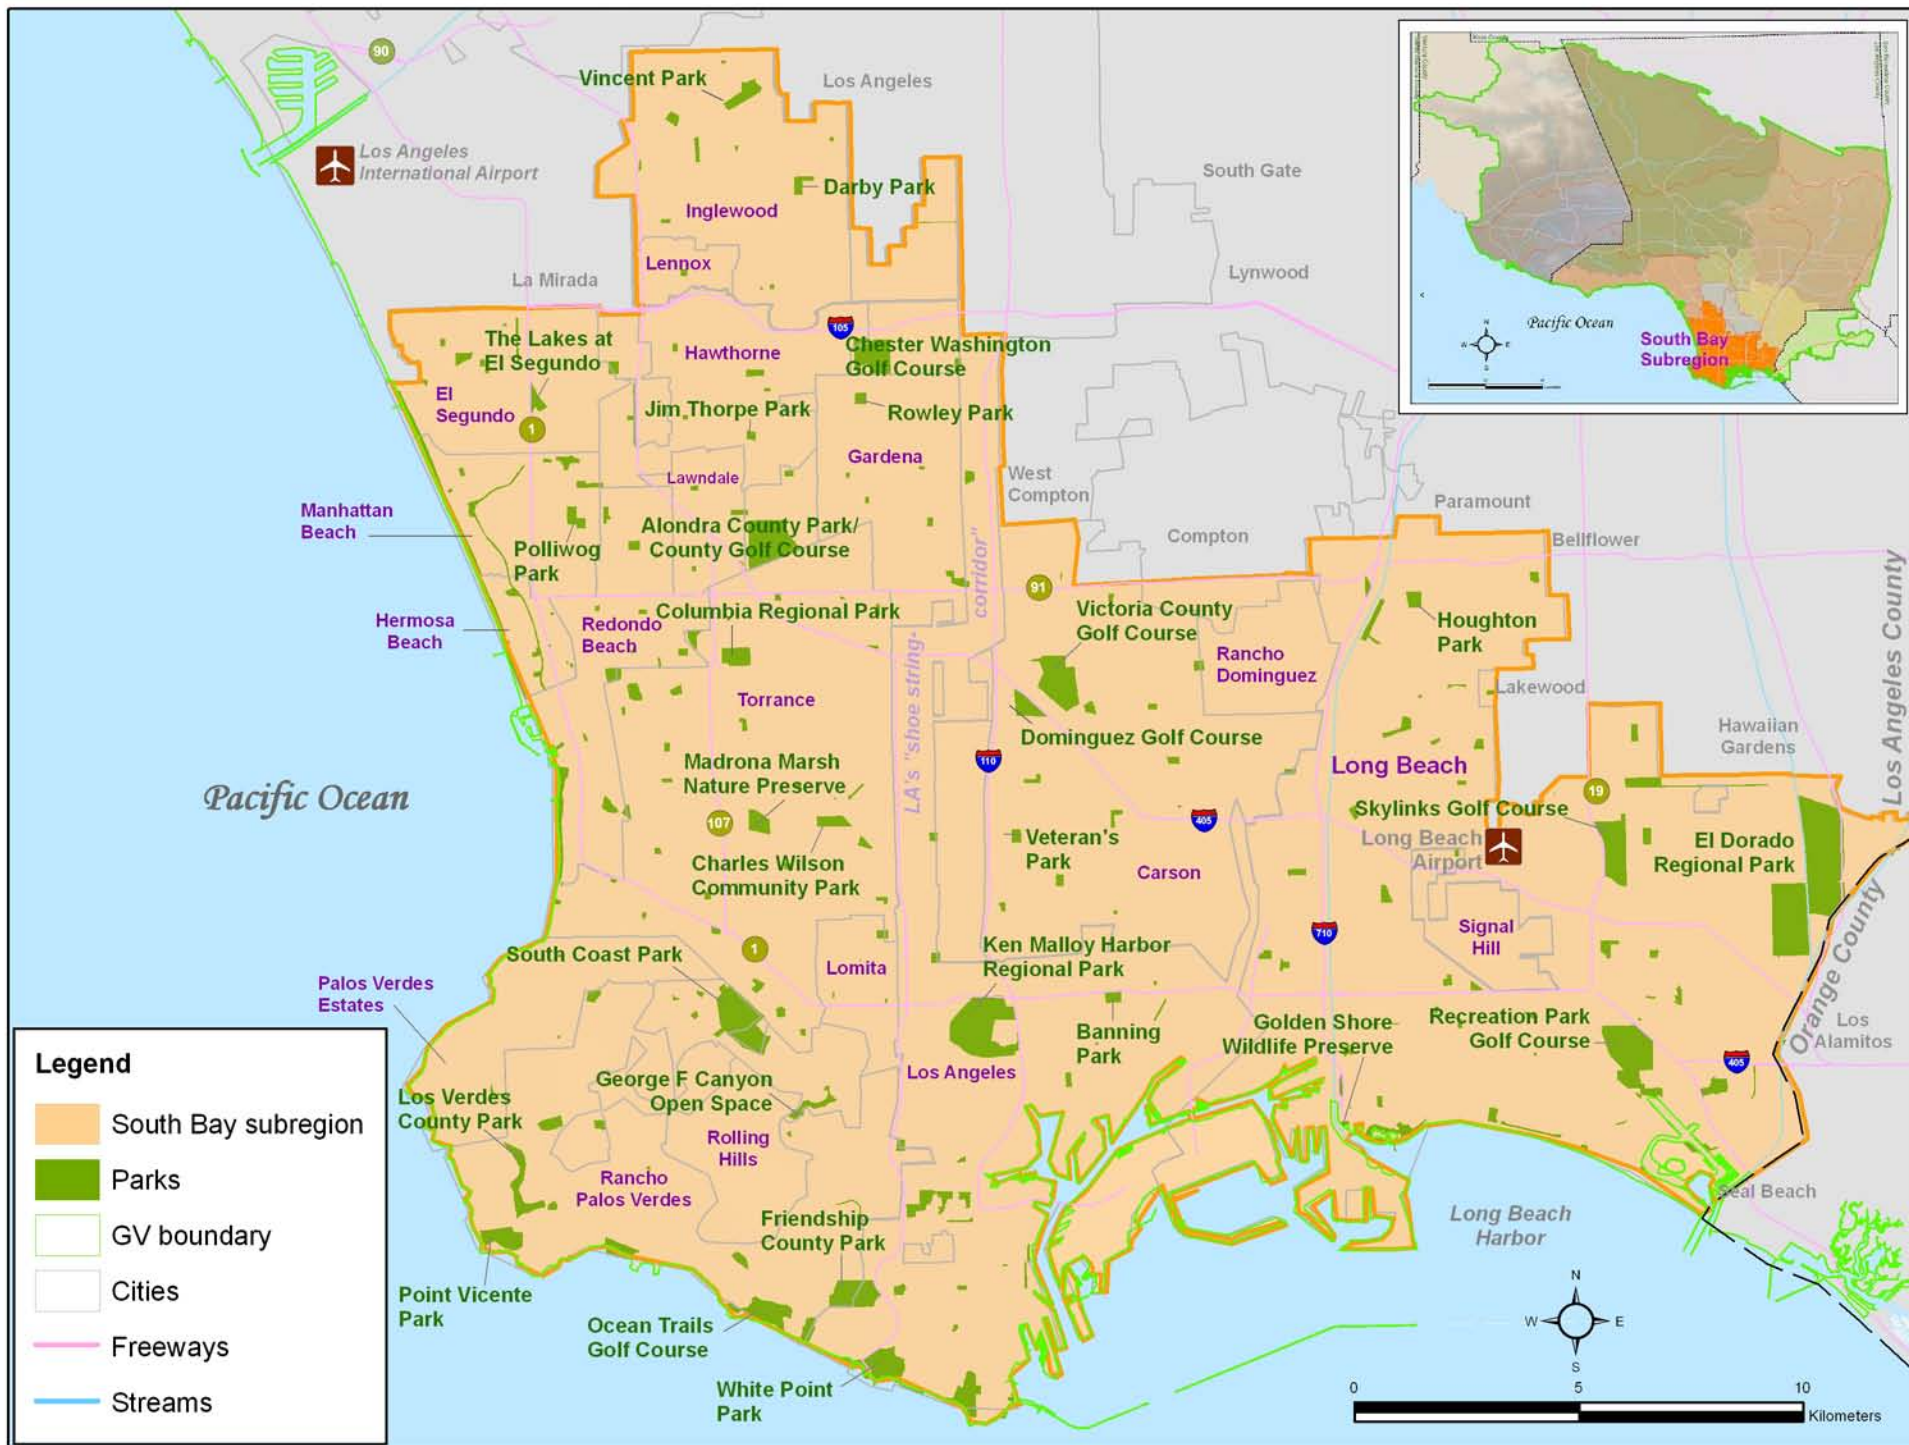 90
Vincent Park
Los Angeles
Los Angeles
International Airport
South Gate
Darby Park
Inglewood
Lennox
La Mirada
Lynwood
105
The Lakes at
El Segundo
Hawthorne
Chester Washington
Golf Course
El
Segundo
1
Jim Thorpe Park
Rowley Park
Gardena
Lawndale
West
Compton
Manhattan
Beach
Polliwog
Park
Alondra County Park/
County Golf Course
Compton
Paramount
Bellflower
LA's "shoe string-
corridor"
91
Hermosa
Beach
Redondo
Beach
Columbia Regional Park
Victoria County
Golf Course
Rancho
Dominguez
Houghton
Park
Lakewood
Torrance
Dominguez Golf Course
Hawaiian
Gardens
Los Angeles County
Orange County
Pacific Ocean
Madrona Marsh
Nature Preserve
107
110
Long Beach
Skylinks Golf Course
19
405
Charles Wilson
Community Park
Veteran's
Park
Carson
Long Beach
Airport
El Dorado
Regional Park
710
Signal
Hill
1
South Coast Park
Lomita
Ken Malloy Harbor
Regional Park
Palos Verdes
Estates
Banning
Park
Golden Shore
Wildlife Preserve
Recreation Park
Golf Course
Los
Alamitos
405
Los Angeles
George F Canyon
Open Space
Los Verdes
County Park
Rolling
Hills
Rancho
Palos Verdes
Friendship
County Park
Seal Beach
Long Beach
Harbor
Point Vicente
Park
Ocean Trails
Golf Course
White Point
Park
Legend
South Bay subregion
Parks
GV boundary
Cities
Freeways
Streams
N
W E
S
0 5 10
Kilometers
Pacific Ocean
South Bay
Subregion
N
W E
S